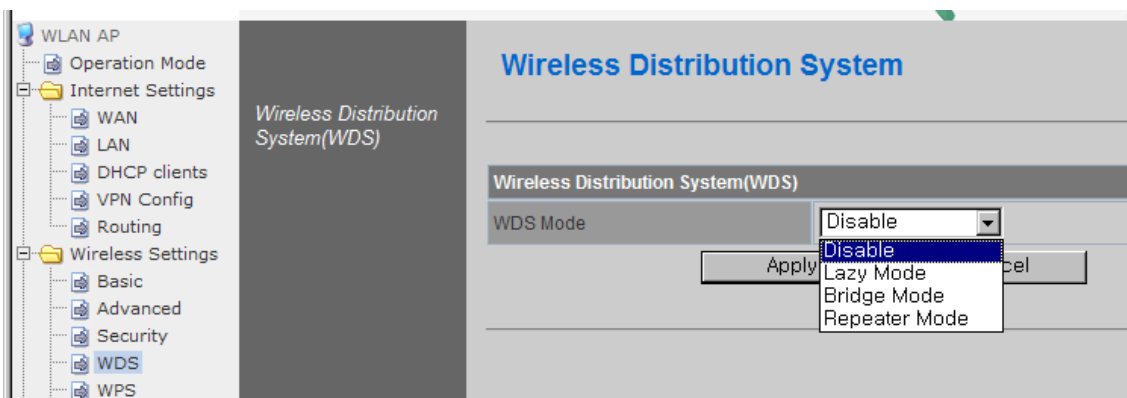 WLAN AP
Operation Mode
Internet Settings
WAN
LAN
DHCP clients
VPN Config
Routing
Wireless Settings
Basic
Advanced
Security
WDS
WPS
Wireless Distribution
System(WDS)
Wireless Distribution System
Wireless Distribution System(WDS)
WDS Mode
Disable
Disable
Lazy Mode
Bridge Mode
Repeater Mode
Apply
cel